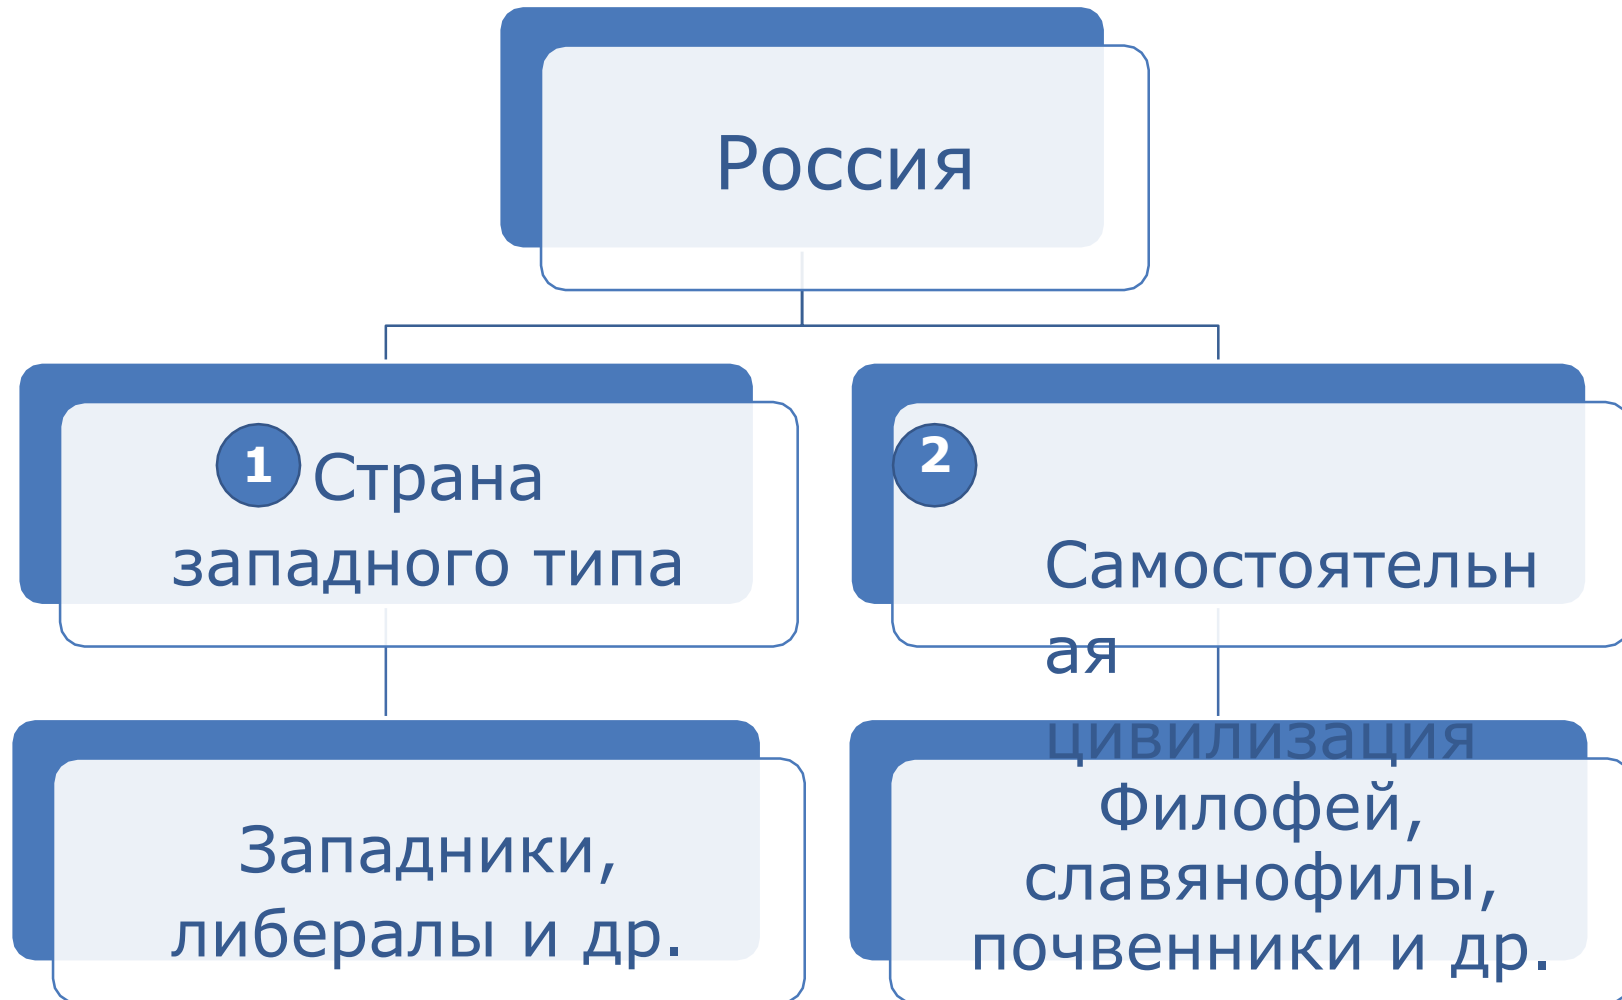 Россия
1 Страна
западного типа
2
Самостоятельн
ая
цивилизация
Западники,
либералы и др.
Филофей,
славянофилы,
почвенники и др.